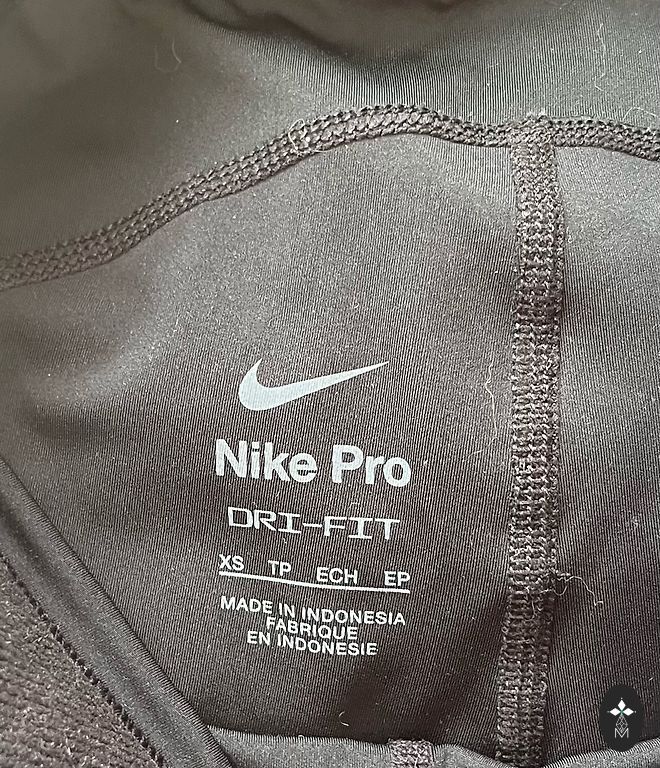 Nike Pro
DRI-FIT
XS TP ECH EP
MADE IN INDONESIA
FABRIQUE
EN INDONESIE
M